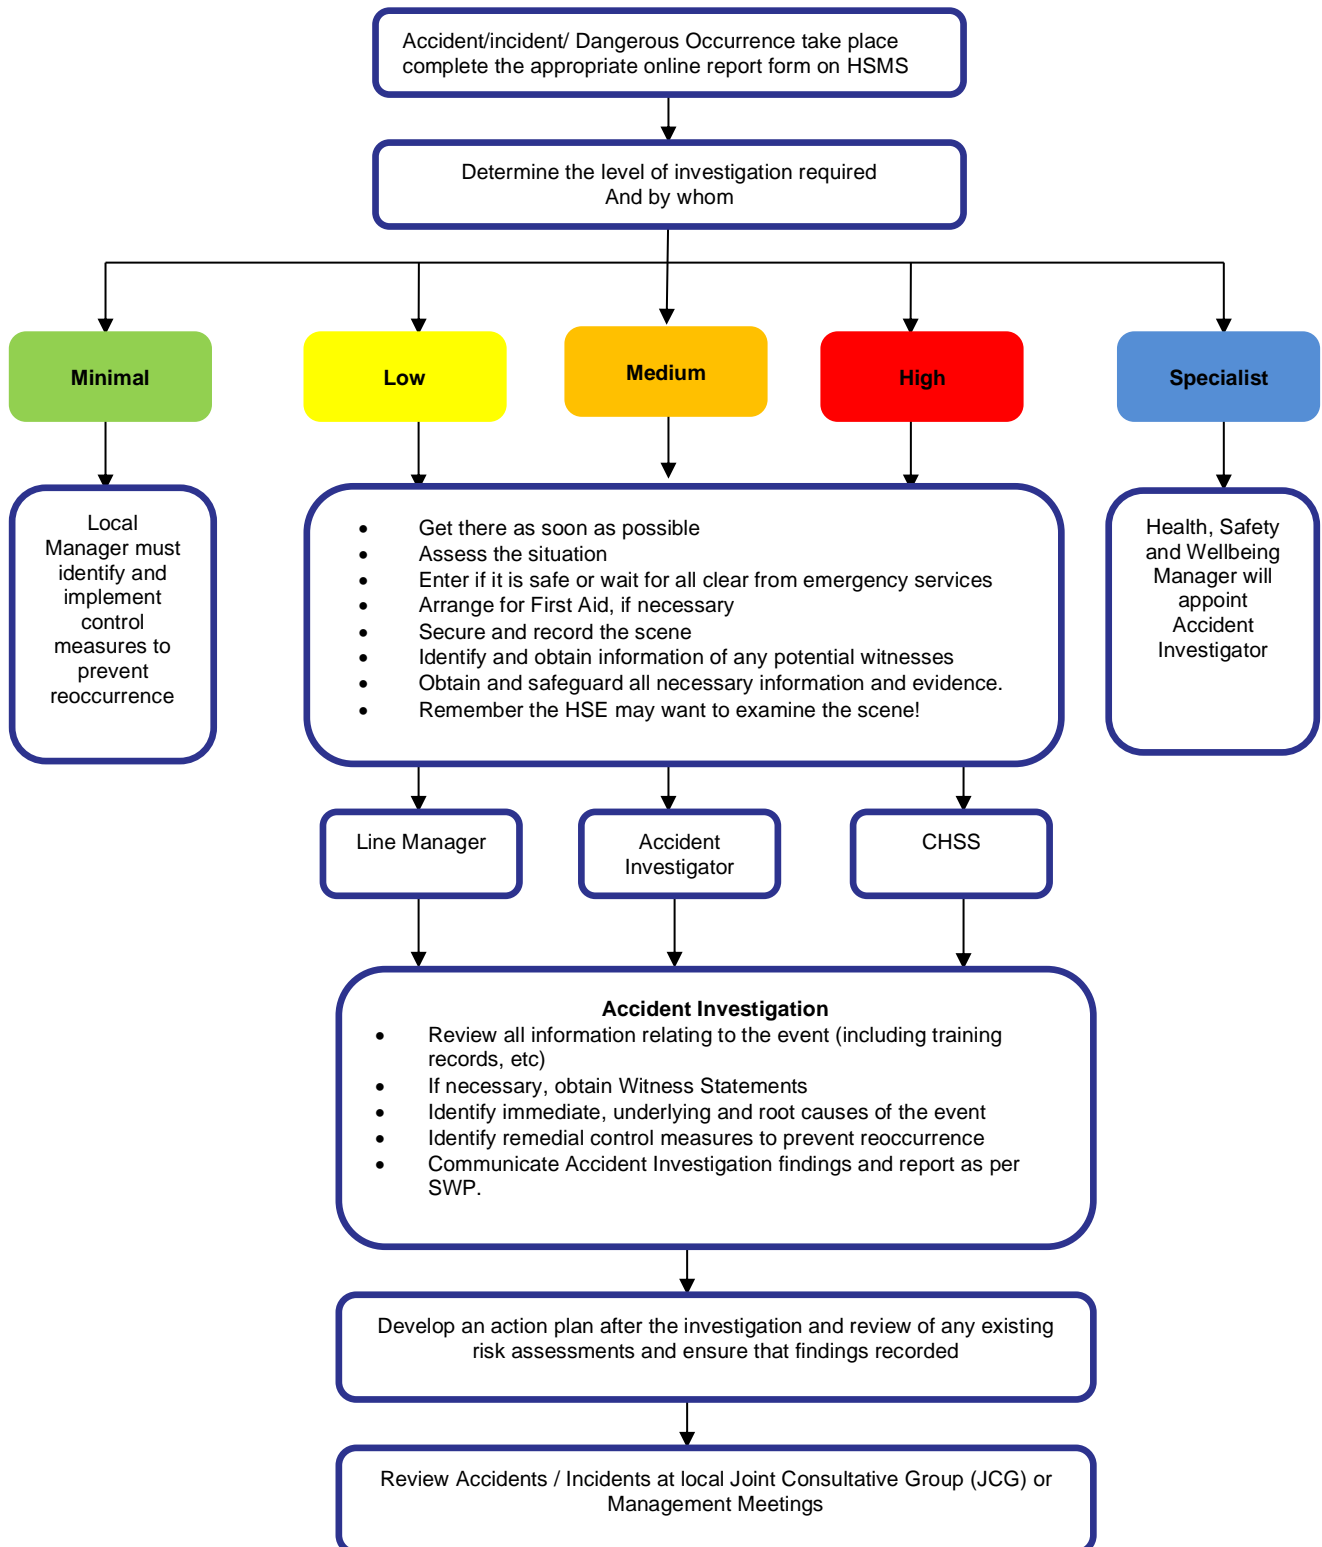 Accident/incident/ Dangerous Occurrence take place
complete the appropriate online report form on HSMS
Determine the level of investigation required
And by whom
Minimal
Low
Medium
High
Specialist
Local
Manager must
identify and
implement
control
measures to
prevent
reoccurrence
• Get there as soon as possible
• Assess the situation
• Enter if it is safe or wait for all clear from emergency services
• Arrange for First Aid, if necessary
• Secure and record the scene
• Identify and obtain information of any potential witnesses
• Obtain and safeguard all necessary information and evidence.
• Remember the HSE may want to examine the scene!
Health, Safety
and Wellbeing
Manager will
appoint
Accident
Investigator
Line Manager
Accident
Investigator
CHSS
Accident Investigation
• Review all information relating to the event (including training
records, etc)
• If necessary, obtain Witness Statements
• Identify immediate, underlying and root causes of the event
• Identify remedial control measures to prevent reoccurrence
• Communicate Accident Investigation findings and report as per
SWP.
Develop an action plan after the investigation and review of any existing
risk assessments and ensure that findings recorded
Review Accidents / Incidents at local Joint Consultative Group (JCG) or
Management Meetings